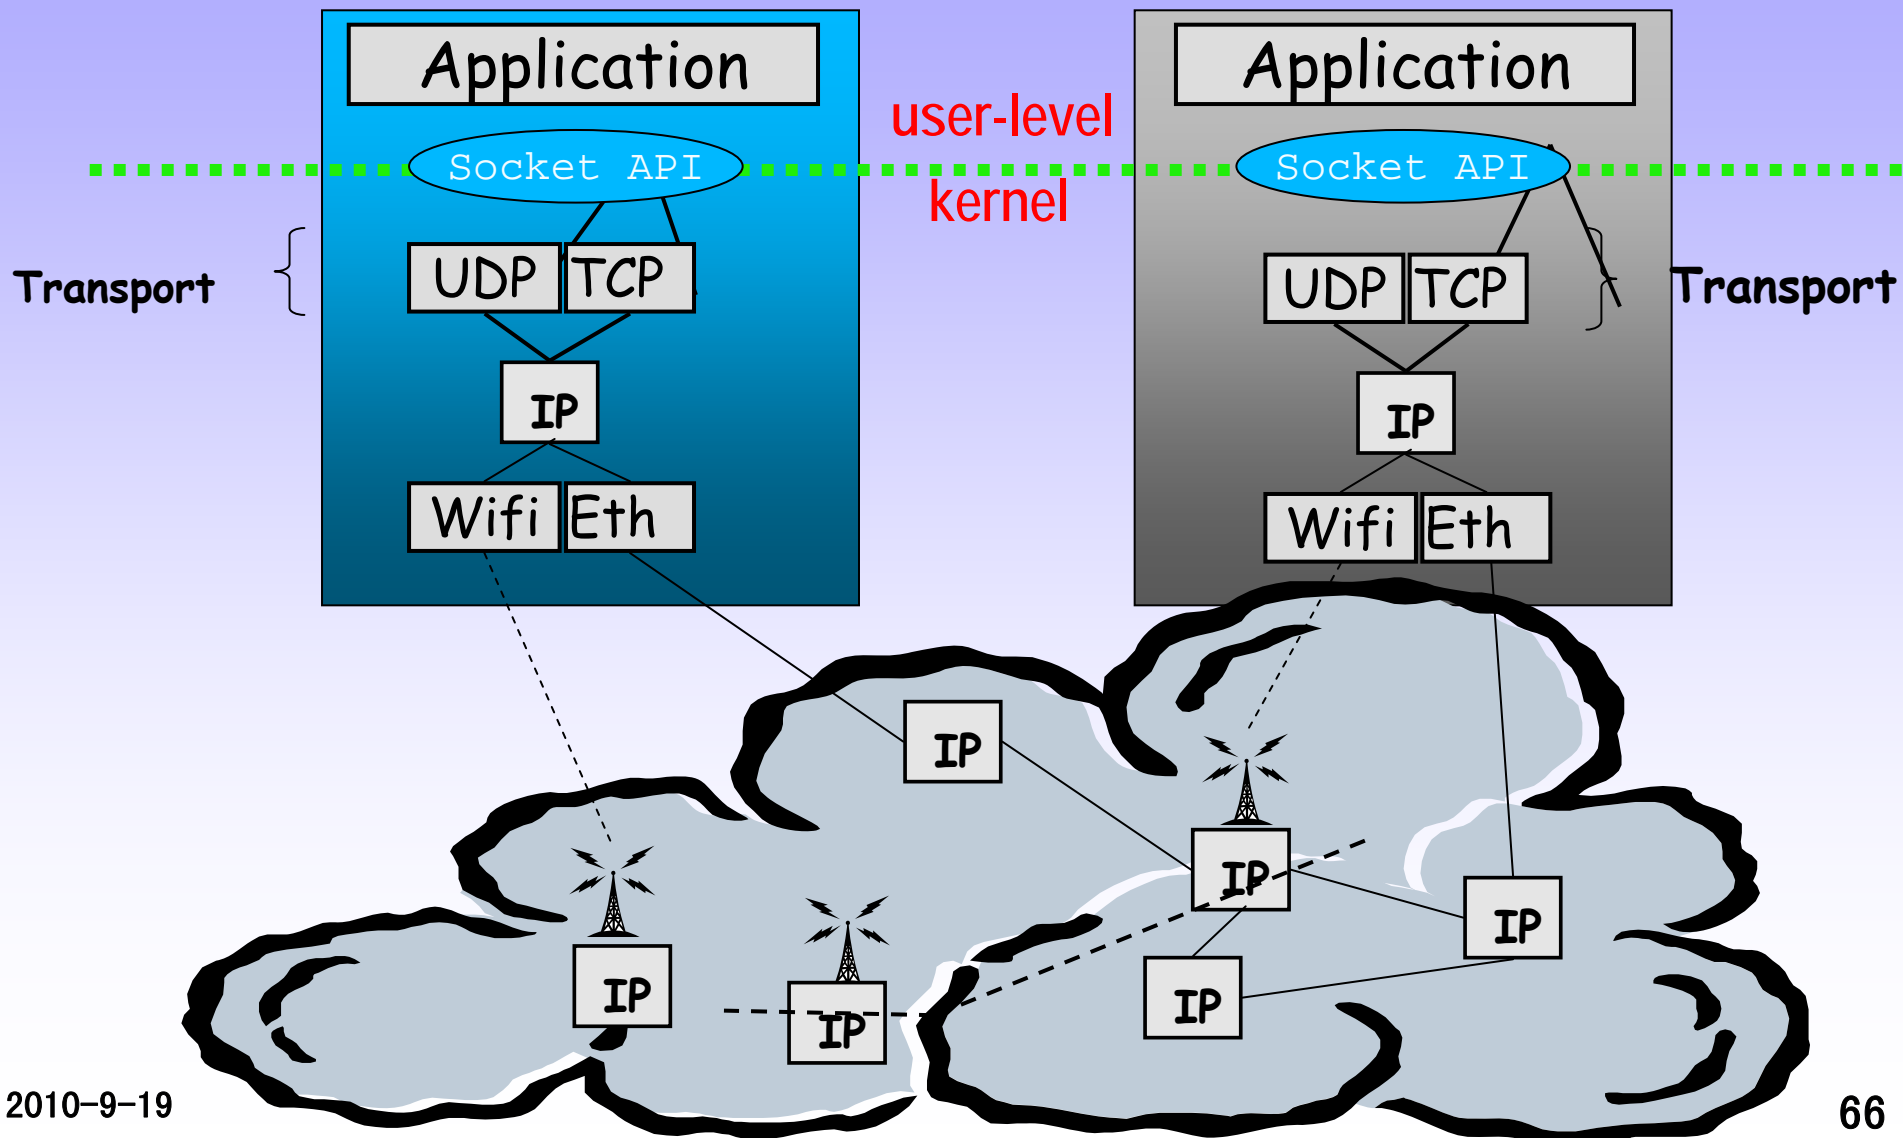 Application
Application
user-level
Socket API
Socket API
kernel
UDP
TCP
UDP
TCP
Transport
Transport
IP
IP
Wifi
Eth
Wifi
Eth
IP
IP
IP
IP
IP
IP
2010-9-19
66